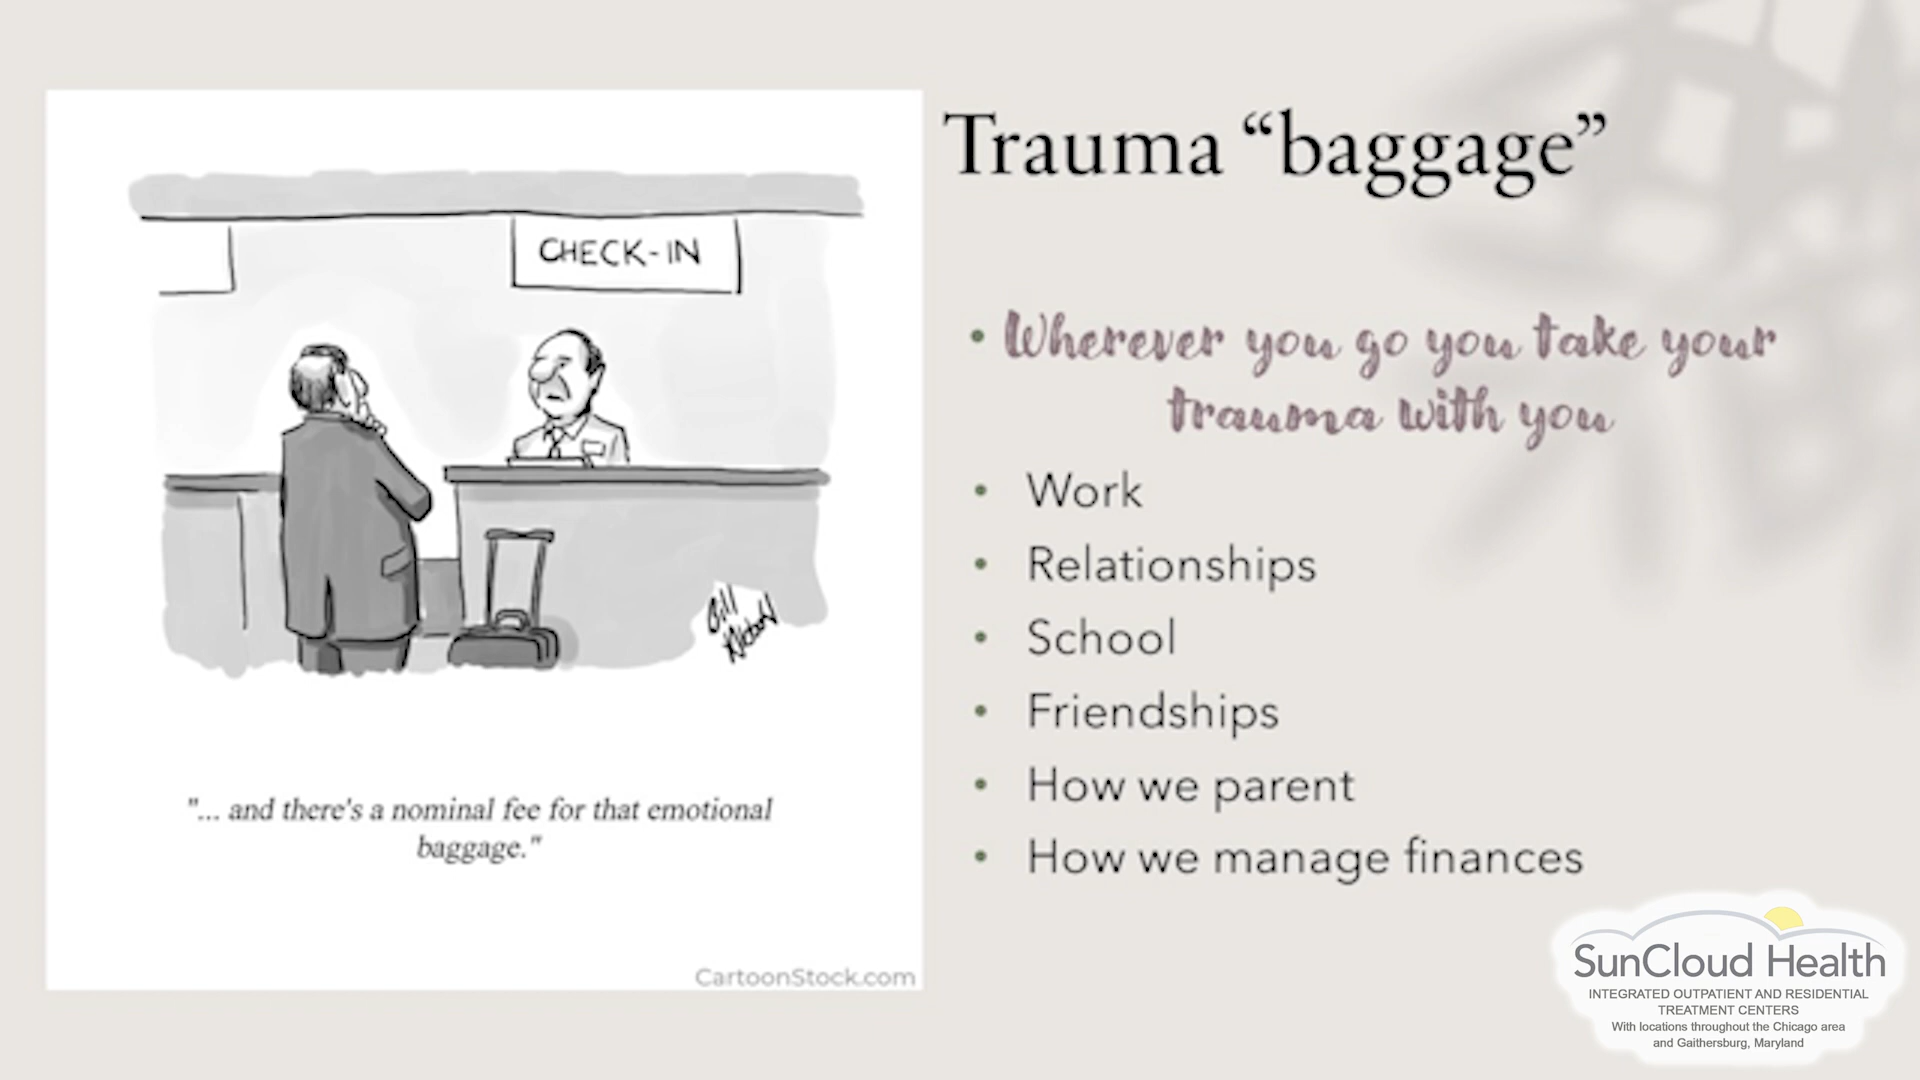 CHECK-IN
Bill
"... and there's a nominal fee for that emotional
baggage."
CartoonStock.com
Trauma “baggage”
• Wherever you go you take your
trauma with you
• Work
• Relationships
• School
• Friendships
• How we parent
• How we manage finances
SunCloud Health
INTEGRATED OUTPATIENT AND RESIDENTIAL
TREATMENT CENTERS
With locations throughout the Chicago area
and Gaithersburg, Maryland